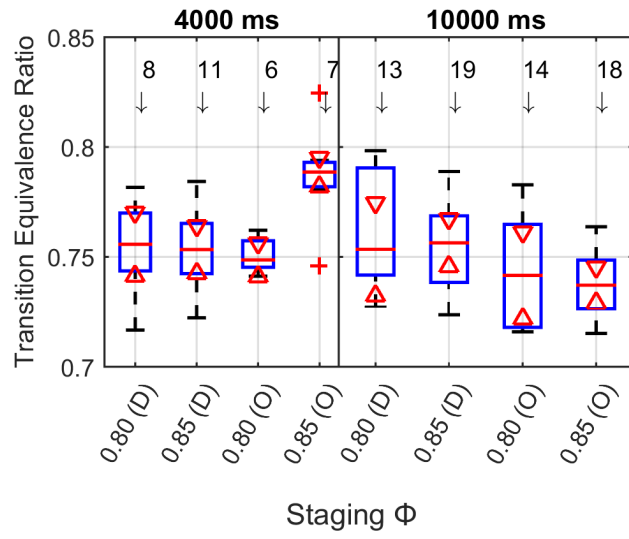 4000 ms 10000 ms
0.85
8 11 6 7 13 19 14 18
↓ ↓ ↓ ↓ ↓ ↓ ↓ ↓
0.8
0.75
0.7
Transition Equivalence Ratio
0.80 (D) 0.85 (D) 0.80 (O) 0.85 (O) 0.80 (D) 0.85 (D) 0.80 (O) 0.85 (O)
Staging Φ